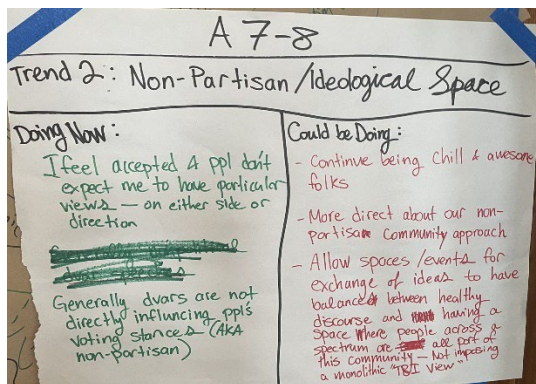 A 7-8
Trend 2: Non-Partisan/Ideological Space
Doing Now:
I feel accepted & ppl don't
expect me to have particular
views — on either side or
direction
Generally dvars are not
directly influncing ppl's
voting stances (AKA
non-partisan)
Could be Doing:
- Continue being chill & awesome
folks
- More direct about our non-
partisan community approach
- Allow spaces/events for
exchange of ideas to have
balanced between healthy
discourse and having a
space where people across
spectrum are all part of
this community — Not imposing
a monolithic "TBI View"